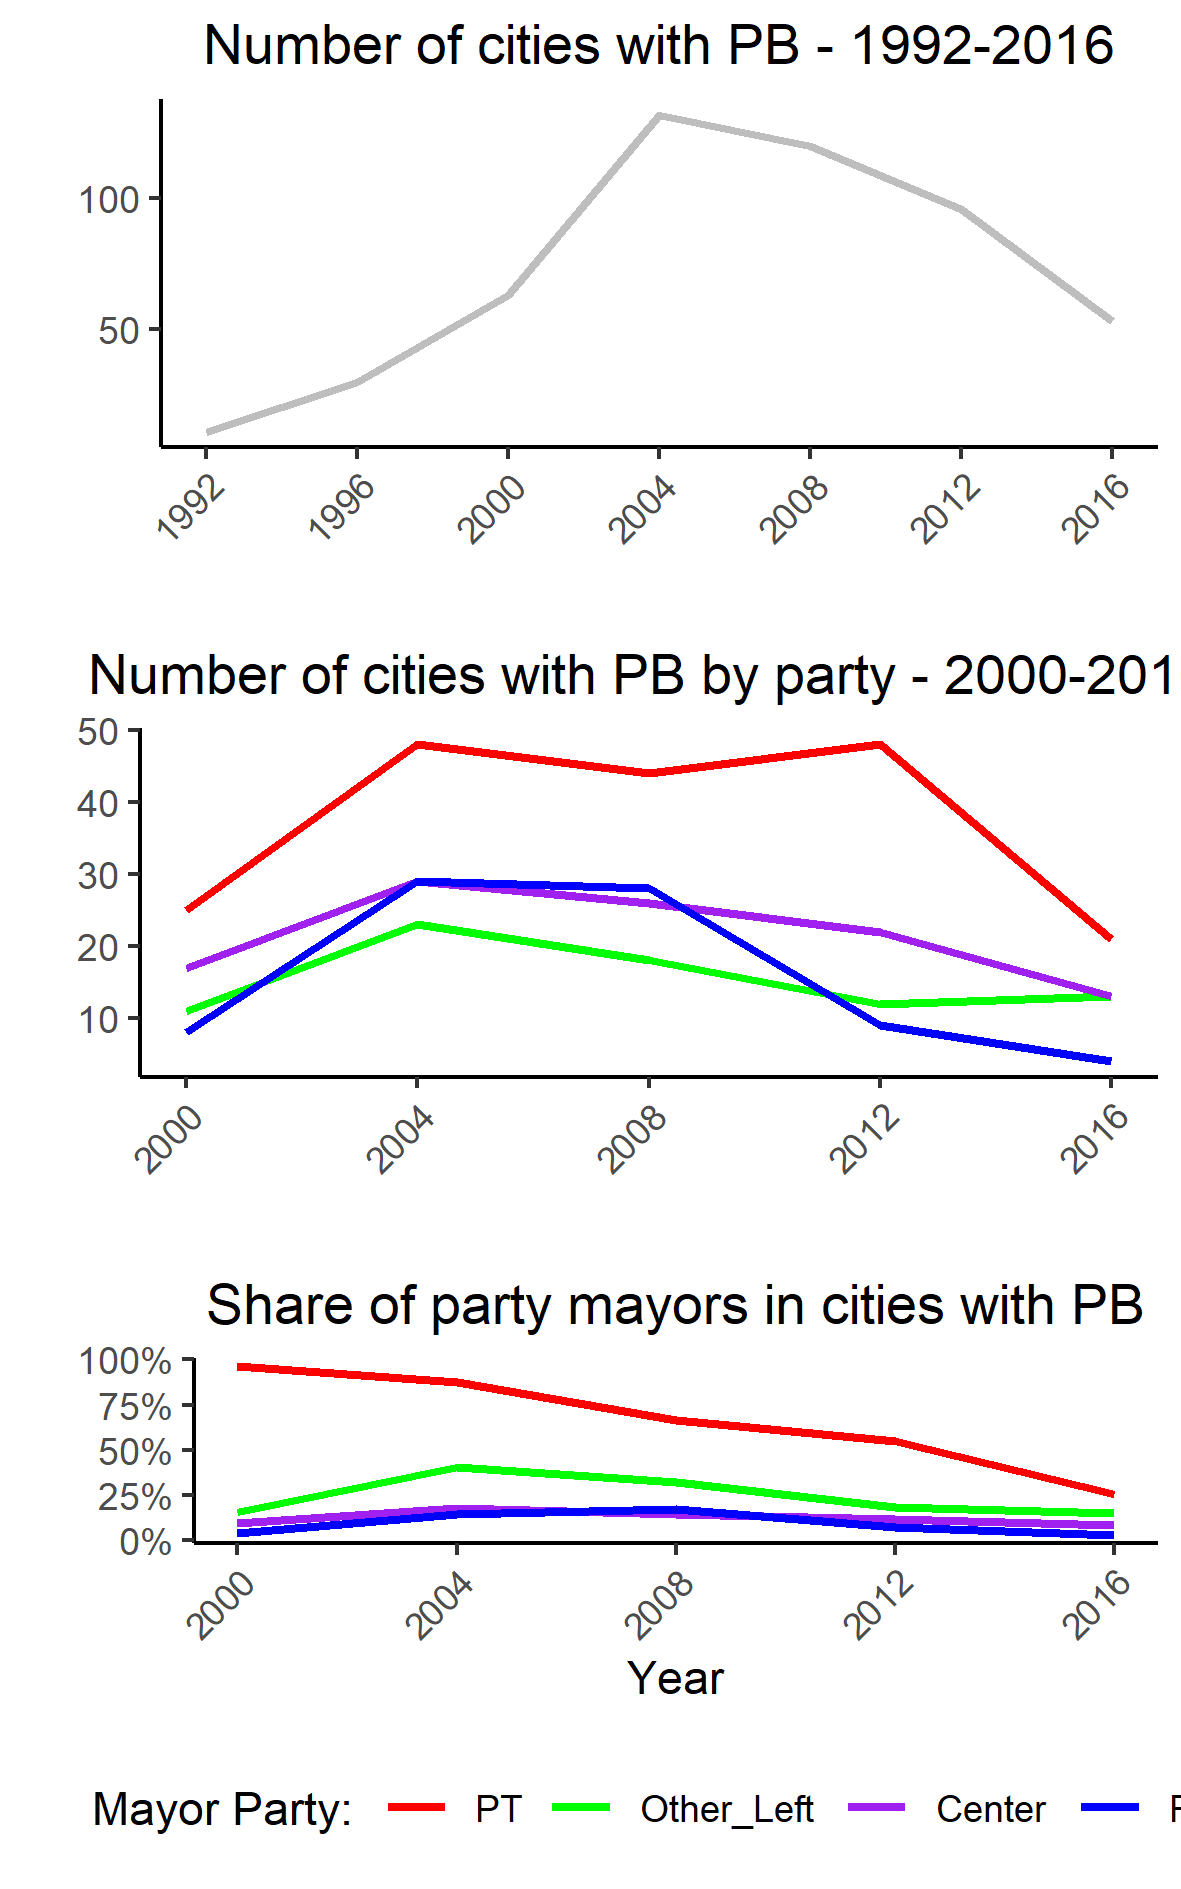 Number of cities with PB - 1992-2016
100
50
1992 1996 2000 2004 2008 2012 2016
Number of cities with PB by party - 2000-201
50
40
30
20
10
2000 2004 2008 2012 2016
Share of party mayors in cities with PB
100%
75%
50%
25%
0%
2000 2004 2008 2012 2016
Year
Mayor Party: PT Other_Left Center